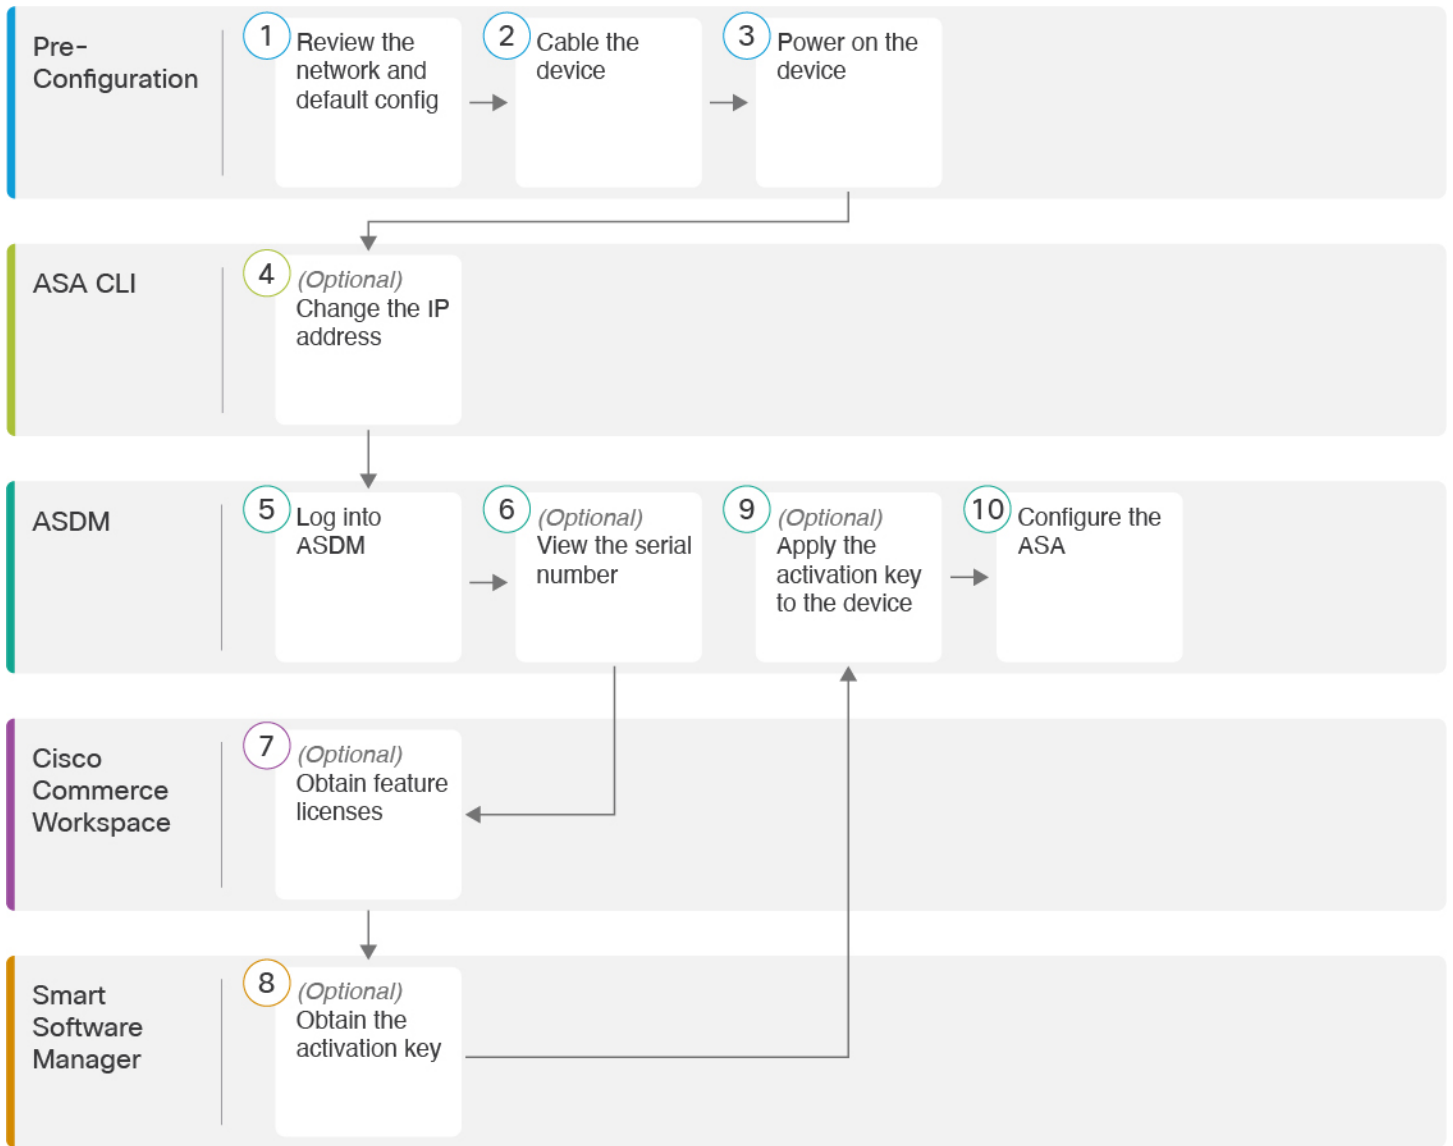 Pre-
Configuration
1
Review the
network and
default config
2
Cable the
device
3
Power on the
device
ASA CLI
4
(Optional)
Change the IP
address
ASDM
5
Log into
ASDM
6
(Optional)
View the serial
number
9
(Optional)
Apply the
activation key
to the device
10
Configure the
ASA
Cisco
Commerce
Workspace
7
(Optional)
Obtain feature
licenses
Smart
Software
Manager
8
(Optional)
Obtain the
activation key